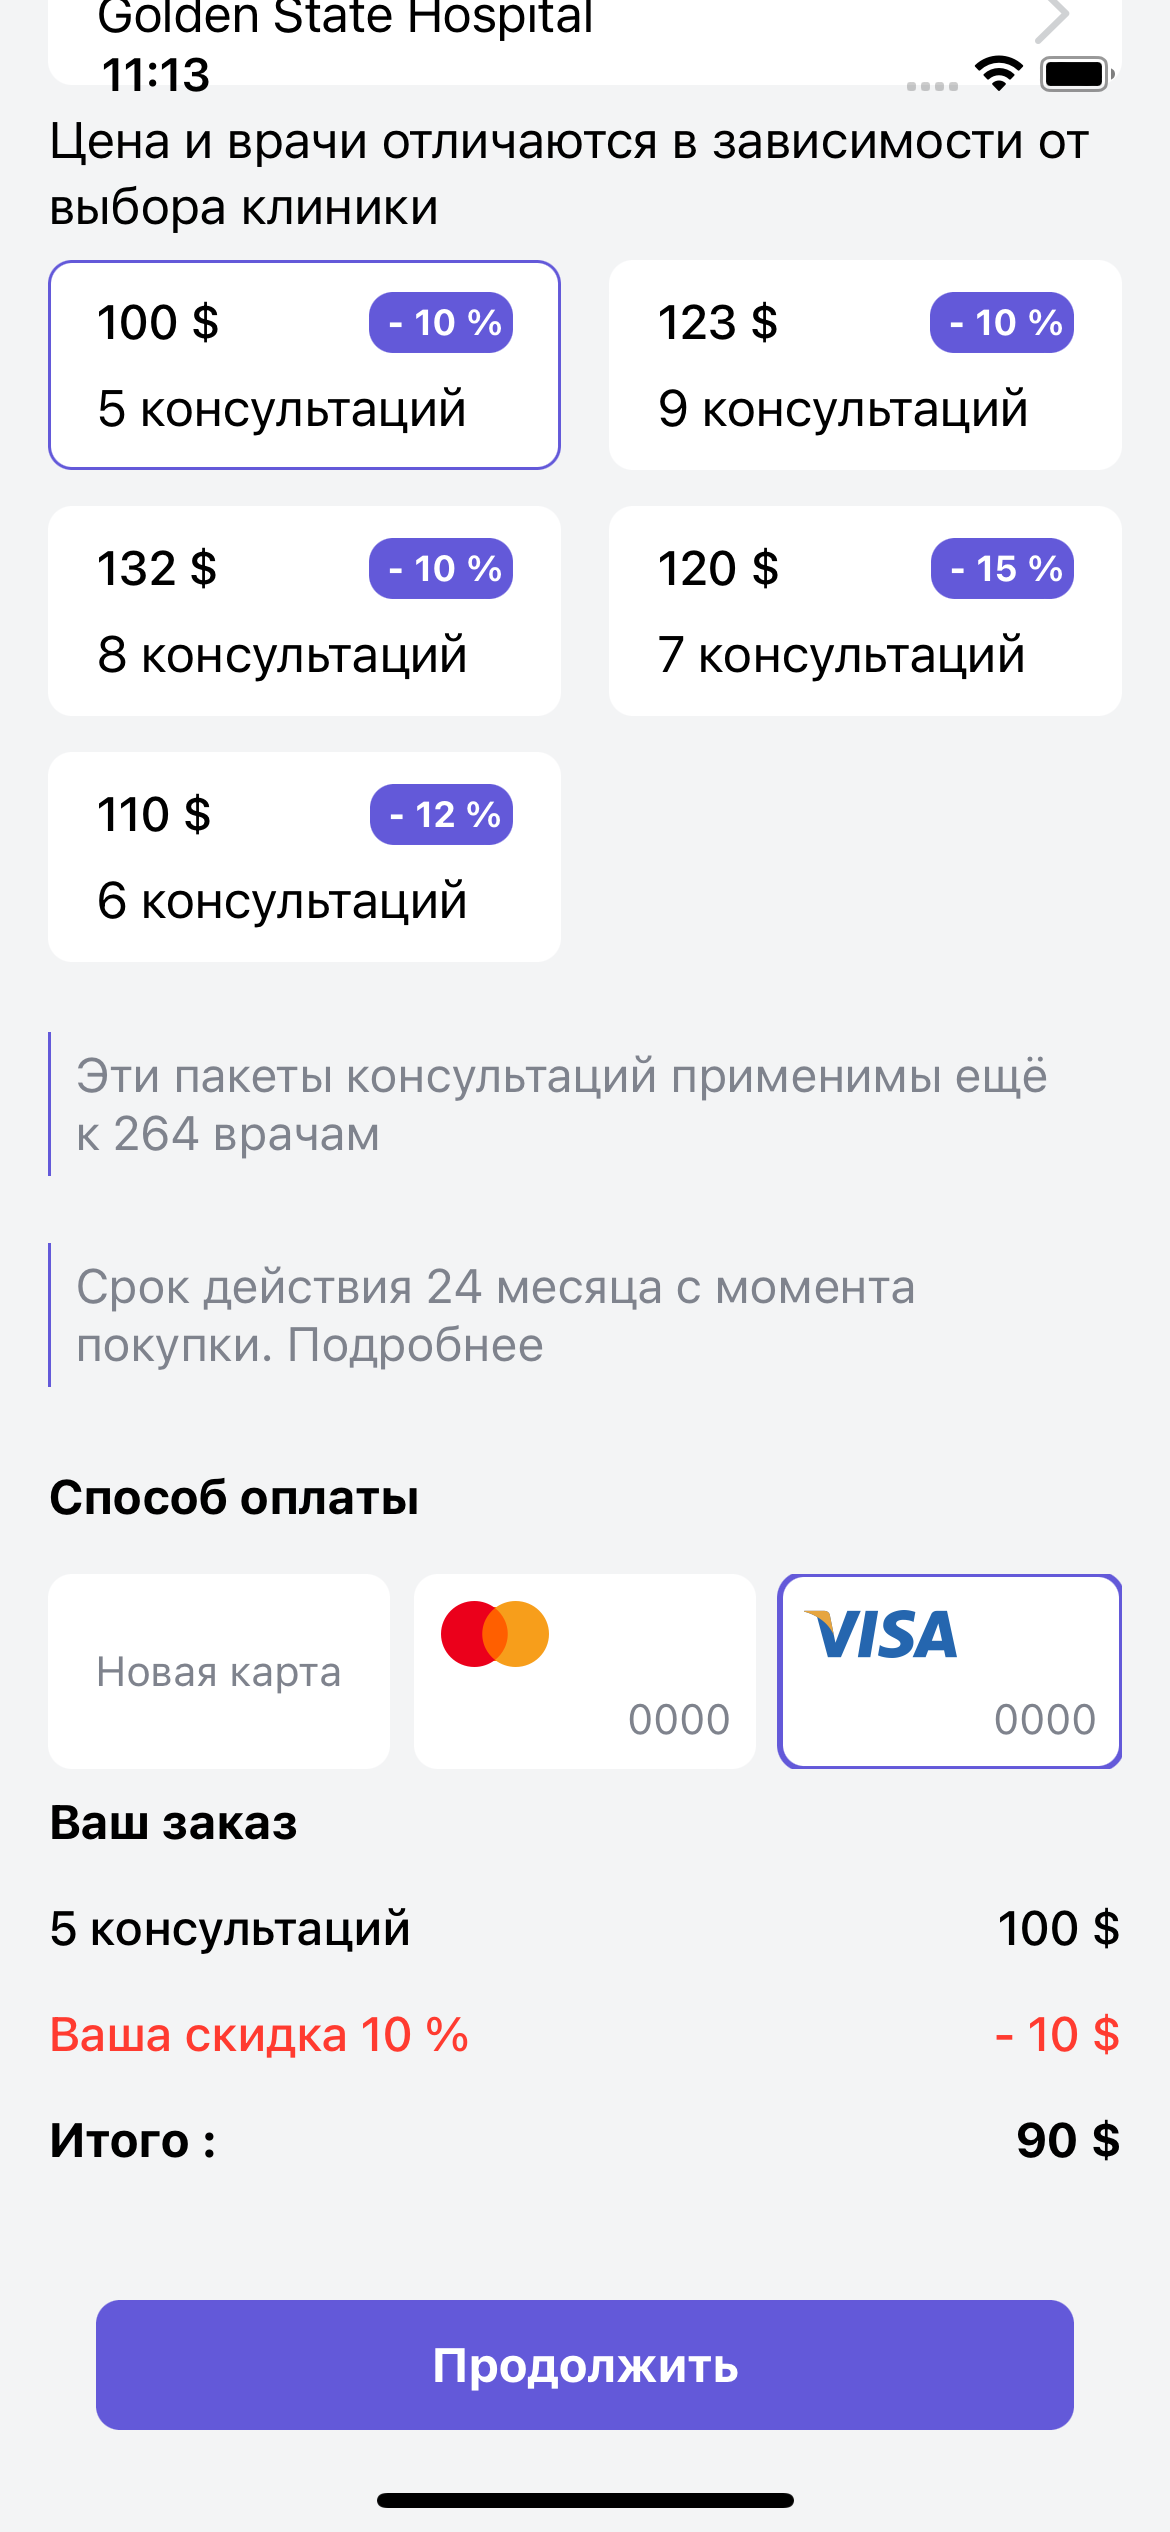 Golden State Hospital
11:13
Цена и врачи отличаются в зависимости от
выбора клиники
100 $
- 10 %
5 консультаций
123 $
- 10 %
9 консультаций
132 $
- 10 %
8 консультаций
120 $
- 15 %
7 консультаций
110 $
- 12 %
6 консультаций
Эти пакеты консультаций применимы ещё
к 264 врачам
Срок действия 24 месяца с момента
покупки. Подробнее
Способ оплаты
Новая карта
0000
VISA
0000
Ваш заказ
5 консультаций 100 $
Ваша скидка 10 % - 10 $
Итого : 90 $
Продолжить